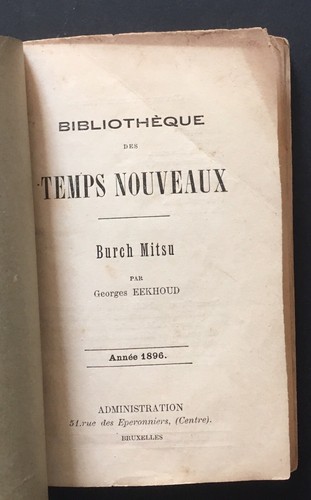 BIBLIOTHÈQUE
DES
TEMPS NOUVEAUX
Burch Mitsu
PAR
Georges EEKHOUD
Année 1896.
ADMINISTRATION
51, rue des Eperonniers, (Centre).
BRUXELLES